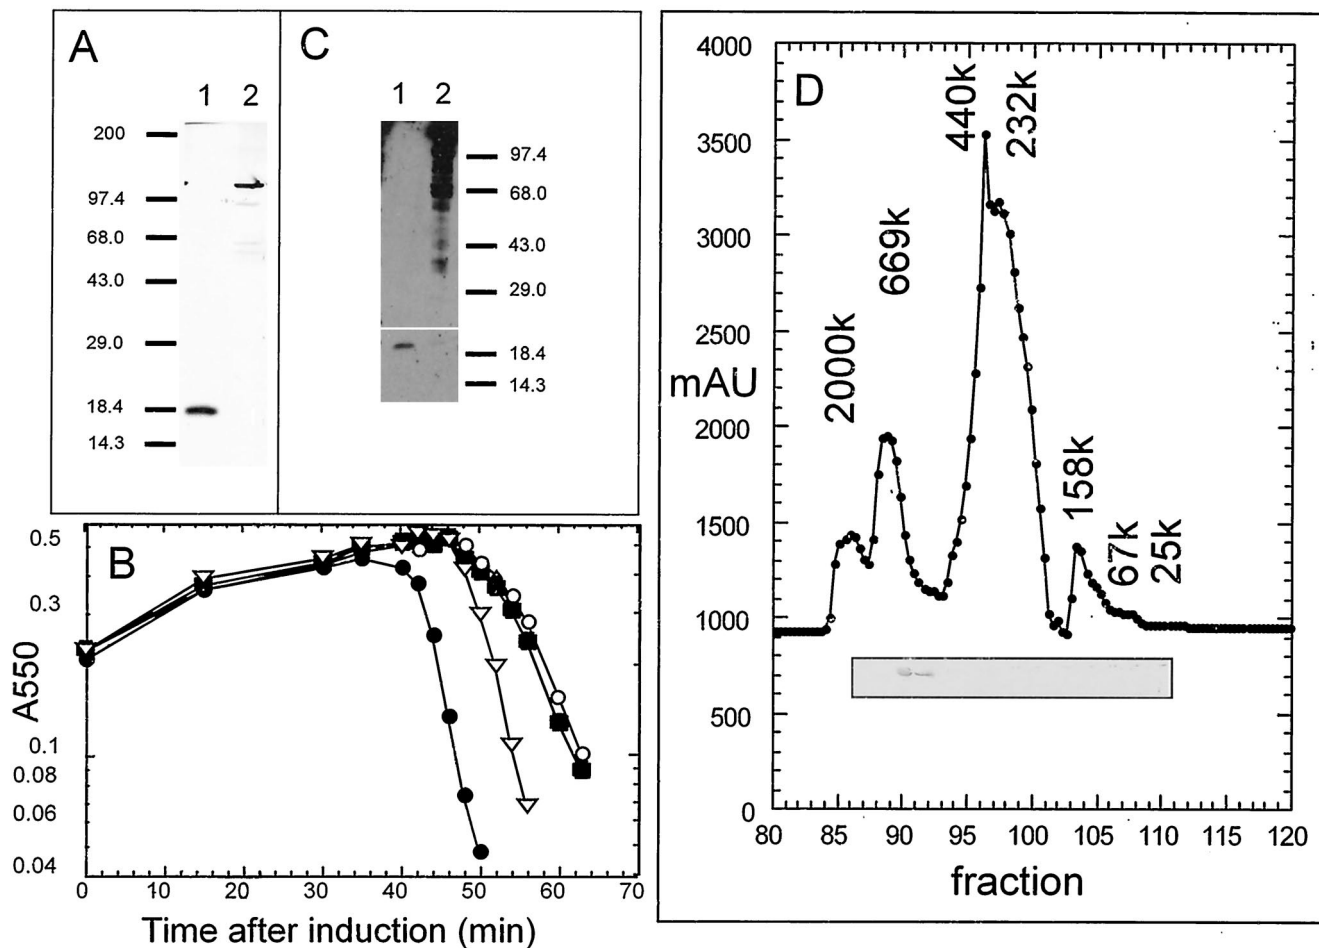 A
1 2
200
97.4
68.0
43.0
29.0
18.4
14.3
C
1 2
97.4
68.0
43.0
29.0
18.4
14.3
B
A550
0.5
0.3
0.1
0.08
0.06
0.04
0 10 20 30 40 50 60 70
Time after induction (min)
D
mAU
4000
3500
3000
2500
2000
1500
1000
500
0
2000k
669k
440k
232k
158k
67k
25k
80 85 90 95 100 105 110 115 120
fraction